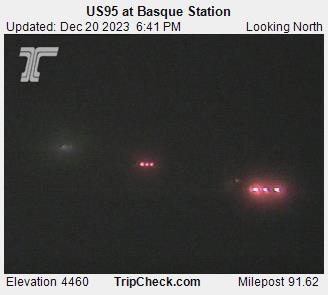 US95 at Basque Station
Updated: Dec 20 2023 6:41 PM Looking North
Elevation 4460 TripCheck.com Milepost 91.62